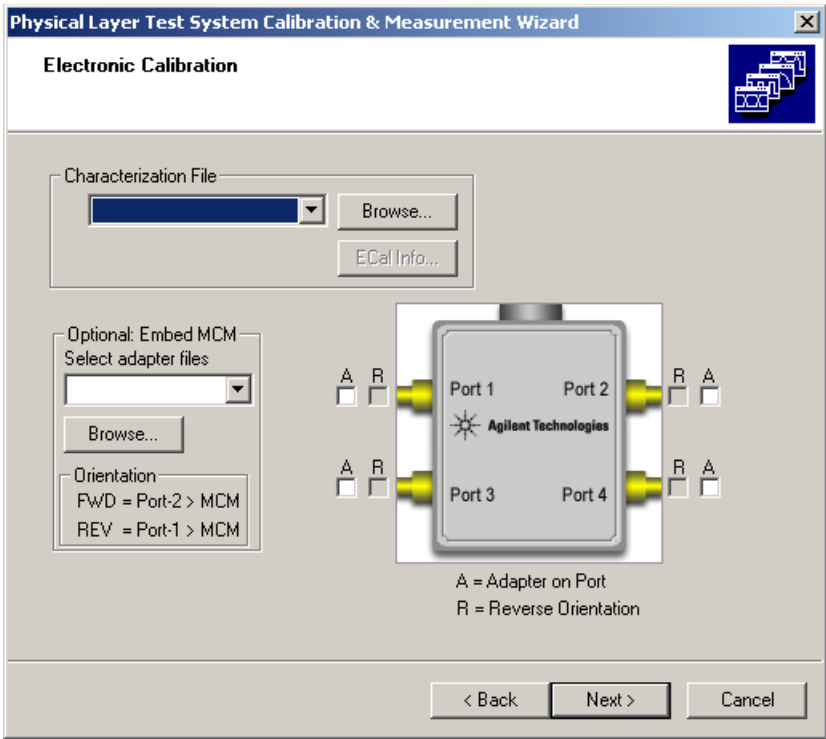 Physical Layer Test System Calibration & Measurement Wizard
Electronic Calibration
Characterization File
Browse...
ECal Info...
Optional: Embed MCM
Select adapter files
Browse...
Orientation
FWD = Port-2 > MCM
REV = Port-1 > MCM
A R
R A
Port 1 Port 2
Agilent Technologies
A R
R A
Port 3 Port 4
A = Adapter on Port
R = Reverse Orientation
< Back Next > Cancel